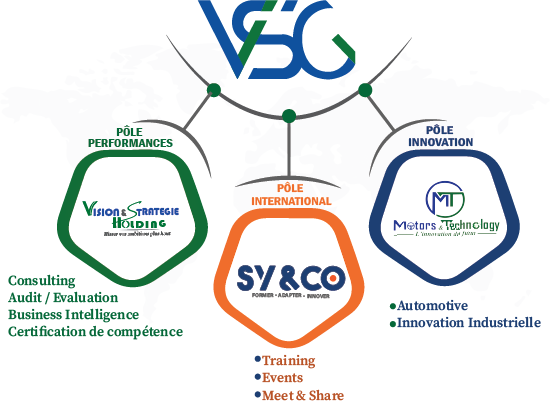 VSG
PÔLE
PERFORMANCES
VISION & STRATEGIE
HOLDING
Hisser vos ambitions plus haut
Consulting
Audit / Evaluation
Business Intelligence
Certification de compétence
PÔLE
INTERNATIONAL
SY &CO
FORMER • ADAPTER • INNOVER
Training
Events
Meet & Share
PÔLE
INNOVATION
MT
Motors & Technology
L'innovation du futur
Automotive
Innovation Industrielle